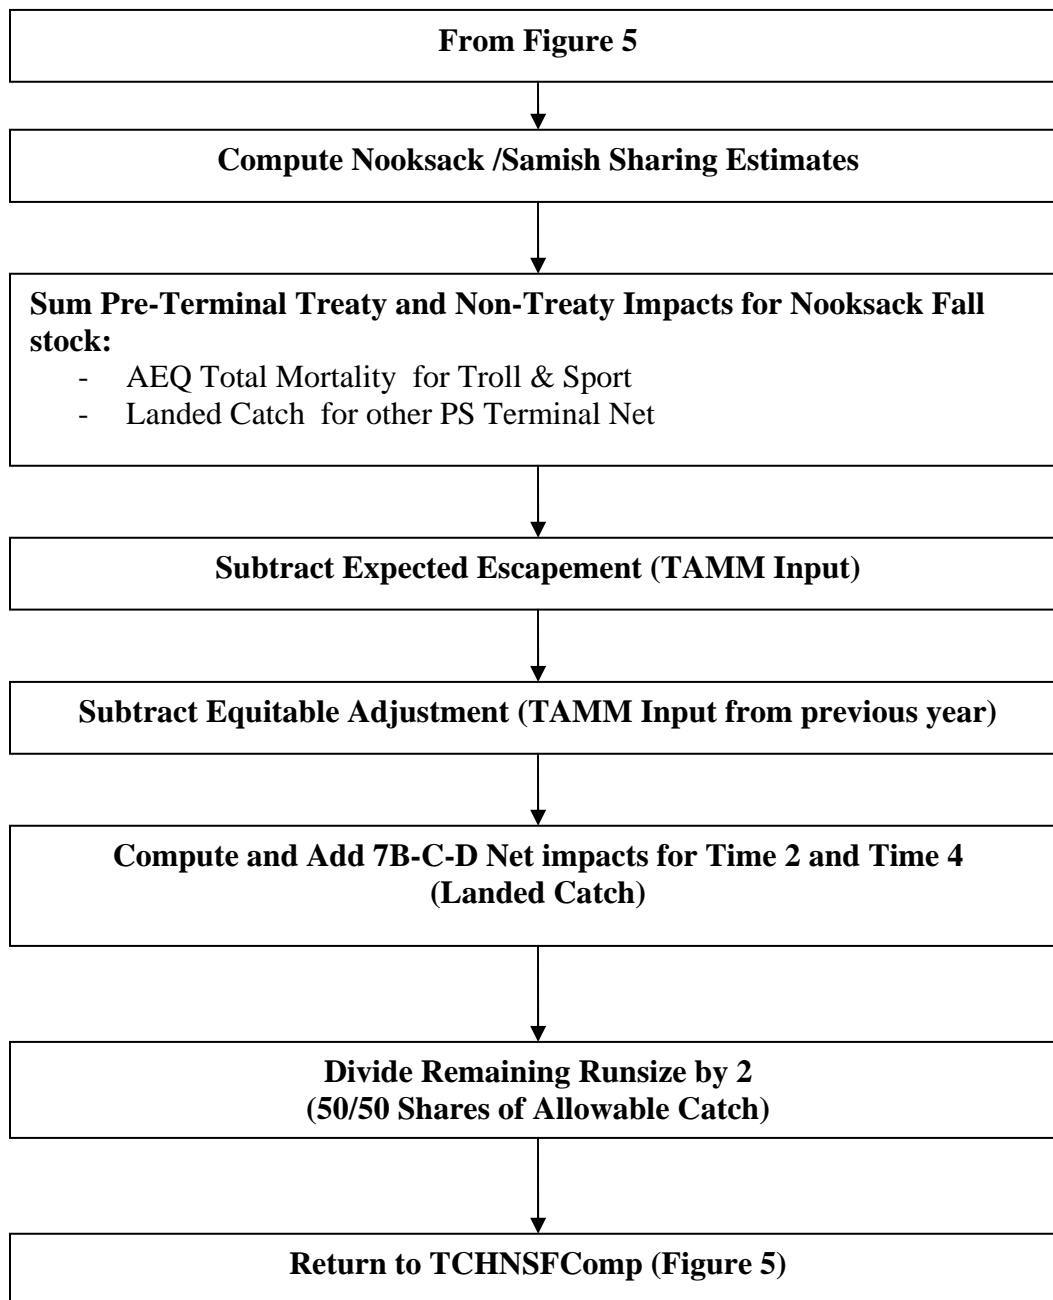 From Figure 5
Compute Nooksack /Samish Sharing Estimates
Sum Pre-Terminal Treaty and Non-Treaty Impacts for Nooksack Fall
stock:
- AEQ Total Mortality for Troll & Sport
- Landed Catch for other PS Terminal Net
Subtract Expected Escapement (TAMM Input)
Subtract Equitable Adjustment (TAMM Input from previous year)
Compute and Add 7B-C-D Net impacts for Time 2 and Time 4
(Landed Catch)
Divide Remaining Runsize by 2
(50/50 Shares of Allowable Catch)
Return to TCHNSFComp (Figure 5)